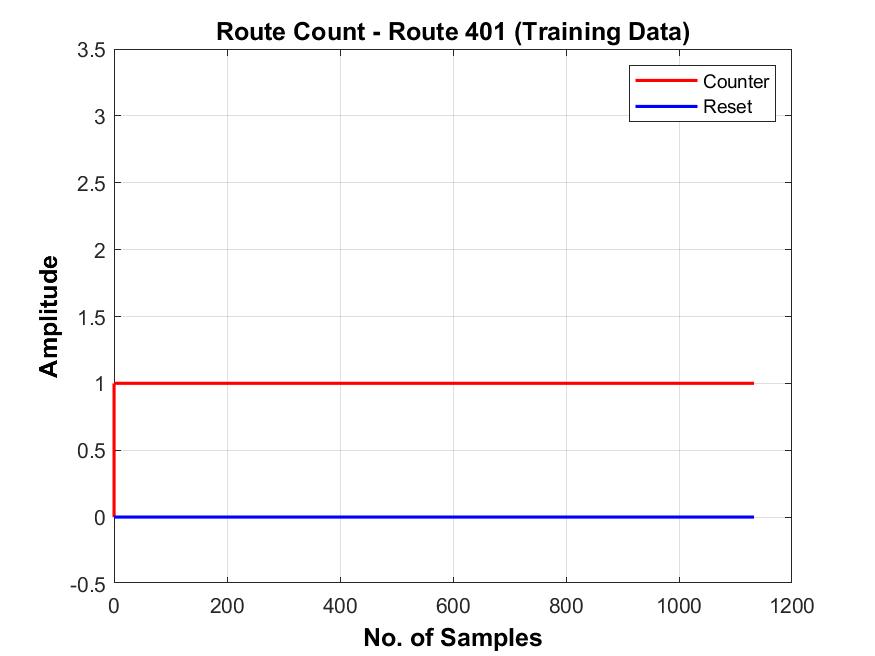 Route Count - Route 401 (Training Data)
3.5
3
2.5
2
1.5
1
0.5
0
-0.5
Amplitude
Counter
Reset
0 200 400 600 800 1000 1200
No. of Samples